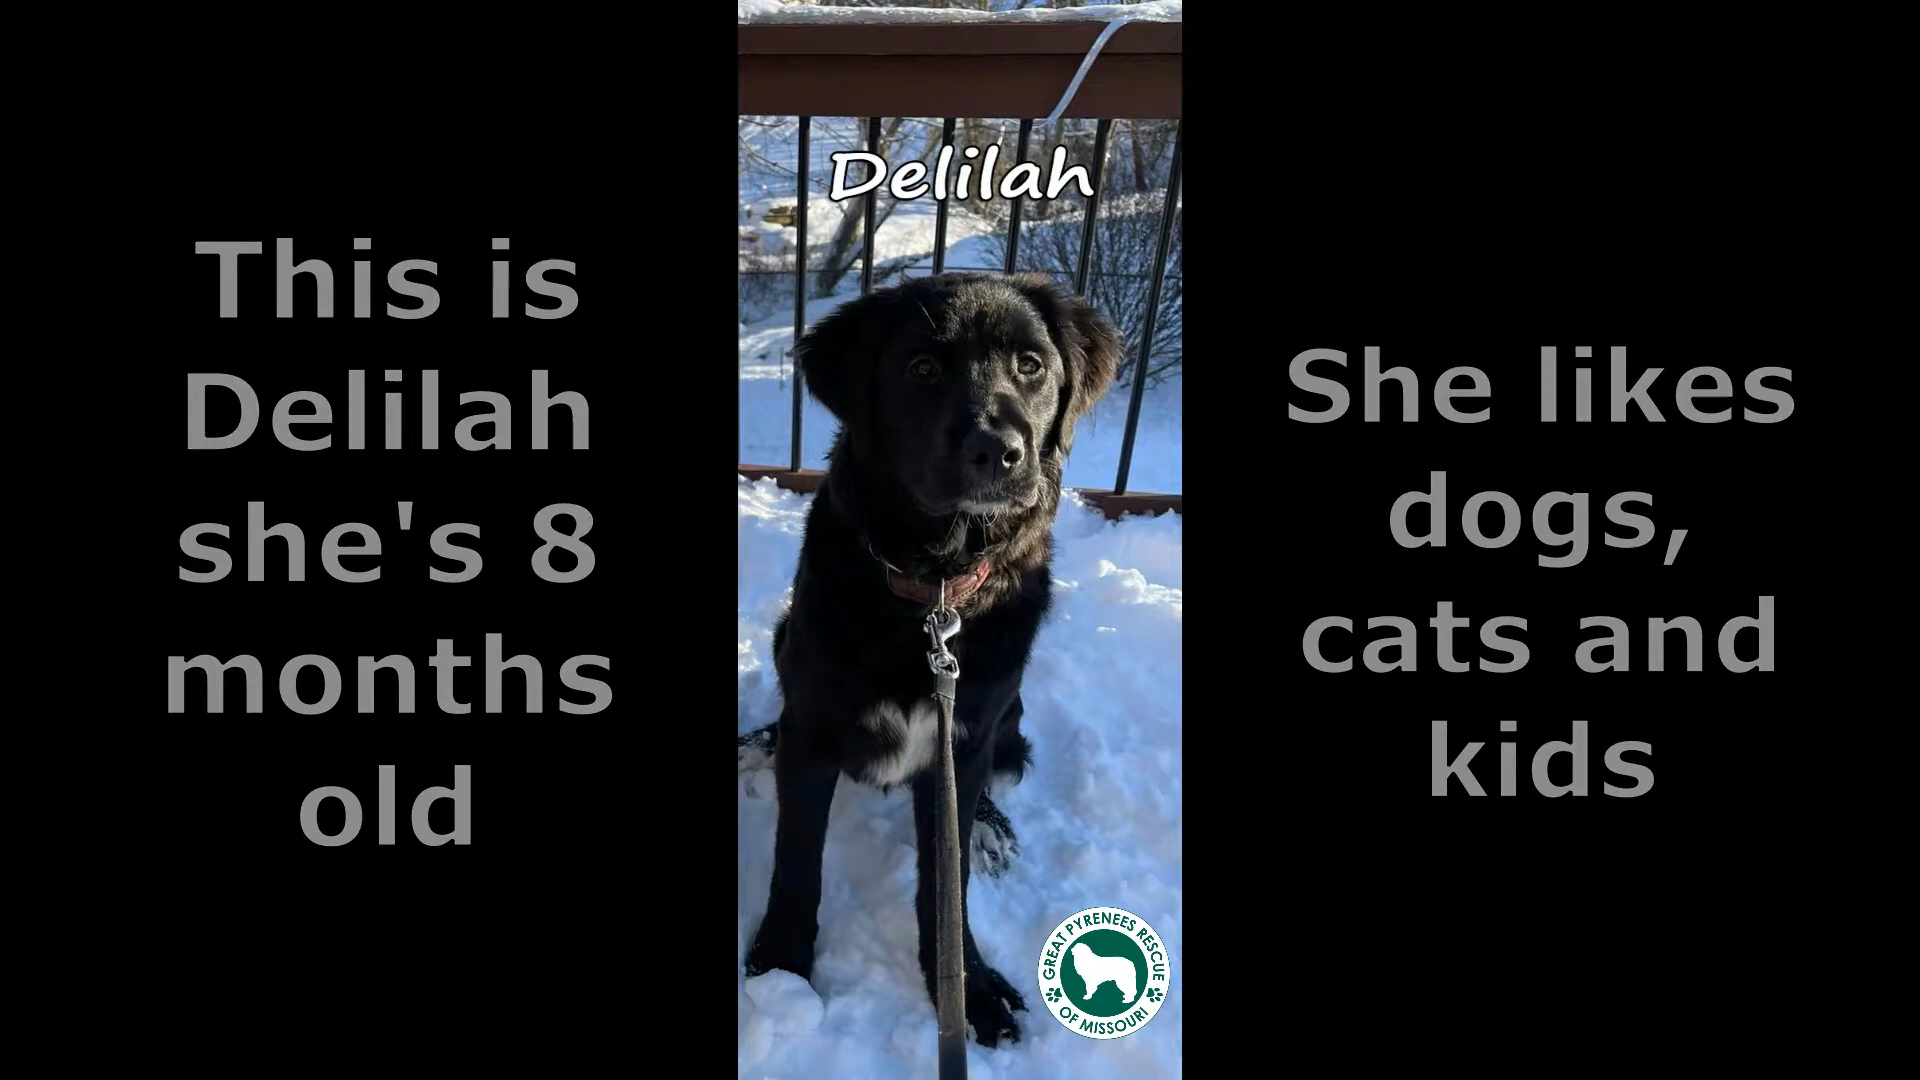 This is
Delilah
she's 8
months
old
Delilah
She likes
dogs,
cats and
kids
GREAT PYRENEES RESCUE
OF MISSOURI